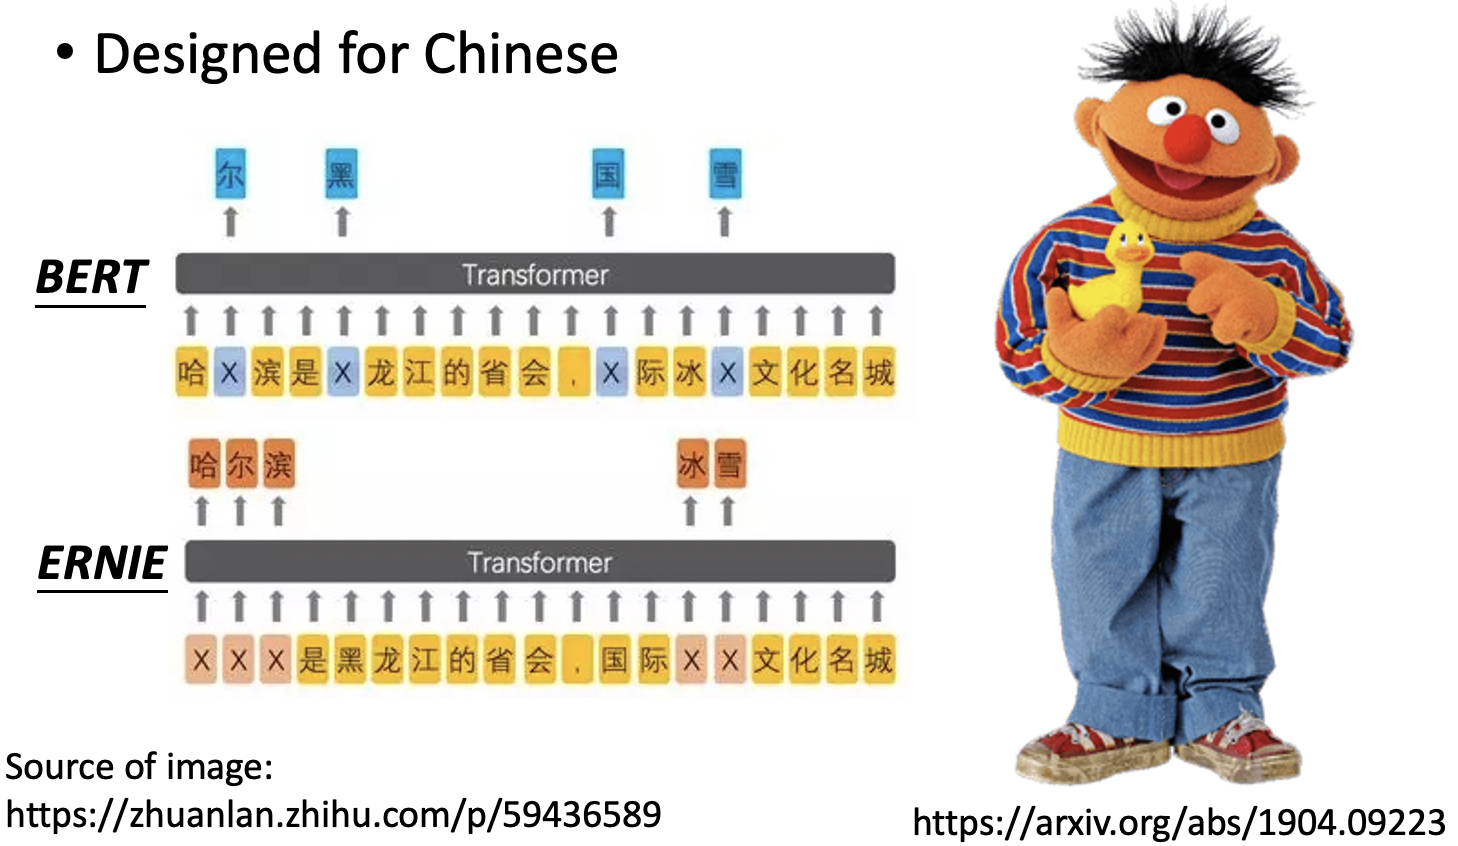 • Designed for Chinese
尔 黑 国 雪
BERT
Transformer
哈 X 滨 是 X 龙 江 的 省 会 , X 际 冰 X 文 化 名 城
哈 尔 滨 冰 雪
ERNIE
Transformer
X X X 是 黑 龙 江 的 省 会 , 国 际 X X 文 化 名 城
Source of image:
https://zhuanlan.zhihu.com/p/59436589
https://arxiv.org/abs/1904.09223